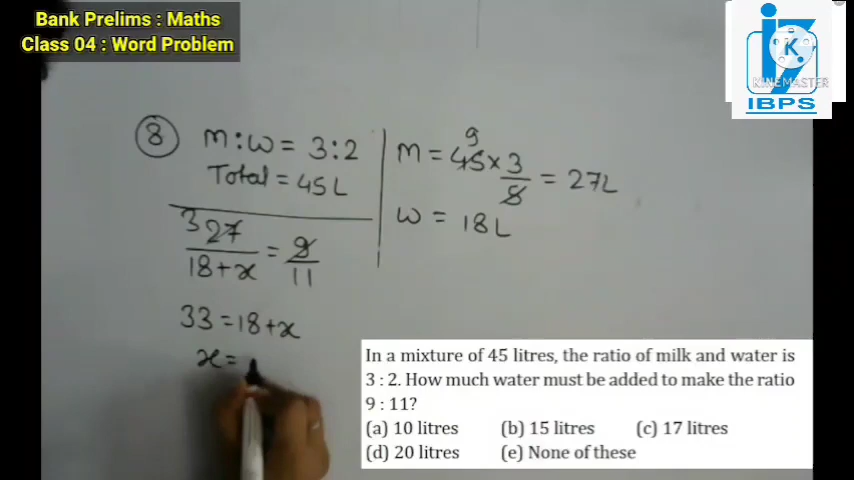 Bank Prelims : Maths
Class 04 : Word Problem
K
KINEMASTER
IBPS
8 M:W = 3:2
Total = 45L
M = 45 × 3/5 = 27L
9
W = 18L
3 27/18+x = 9/11
33 = 18+x
x =
In a mixture of 45 litres, the ratio of milk and water is
3 : 2. How much water must be added to make the ratio
9 : 11?
(a) 10 litres (b) 15 litres (c) 17 litres
(d) 20 litres (e) None of these